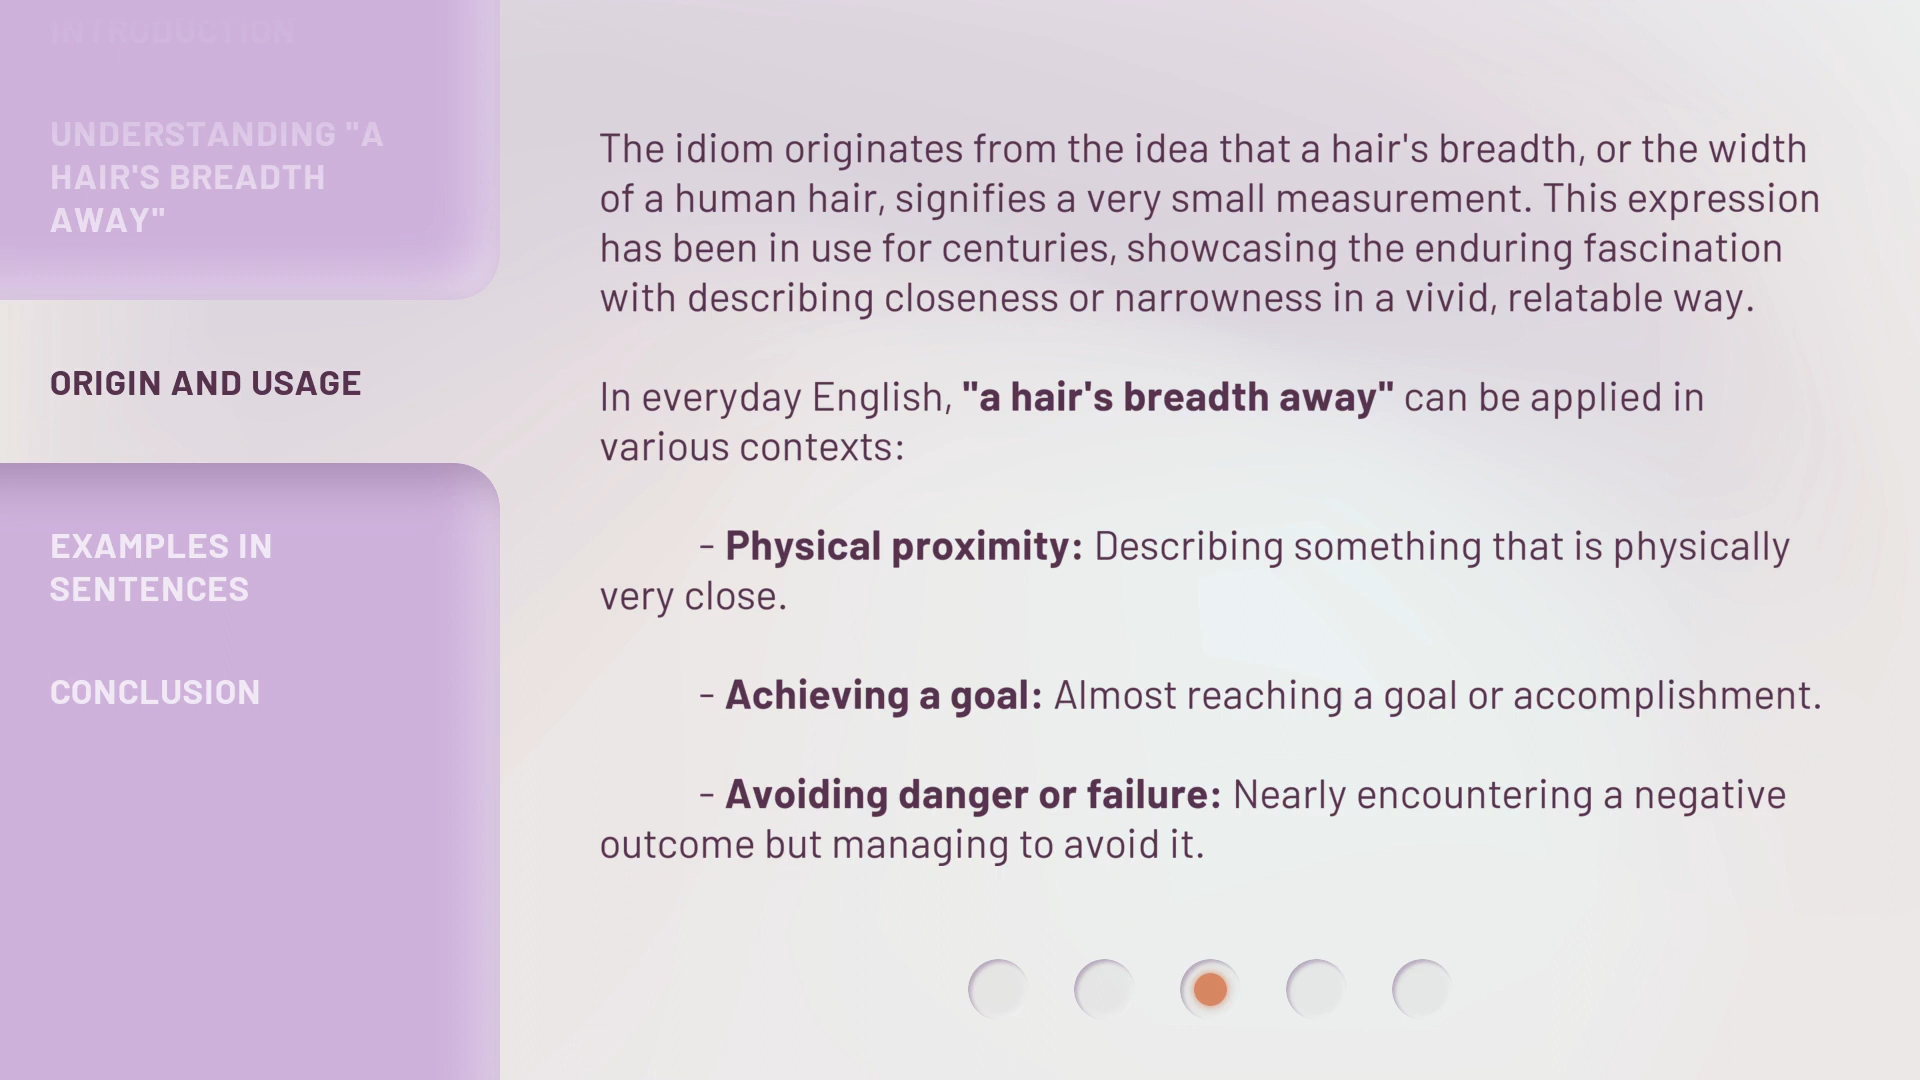 INTRODUCTION
UNDERSTANDING "A
HAIR'S BREADTH
AWAY"
ORIGIN AND USAGE
EXAMPLES IN
SENTENCES
CONCLUSION
The idiom originates from the idea that a hair's breadth, or the width
of a human hair, signifies a very small measurement. This expression
has been in use for centuries, showcasing the enduring fascination
with describing closeness or narrowness in a vivid, relatable way.
In everyday English, "a hair's breadth away" can be applied in
various contexts:
- Physical proximity: Describing something that is physically
very close.
- Achieving a goal: Almost reaching a goal or accomplishment.
- Avoiding danger or failure: Nearly encountering a negative
outcome but managing to avoid it.